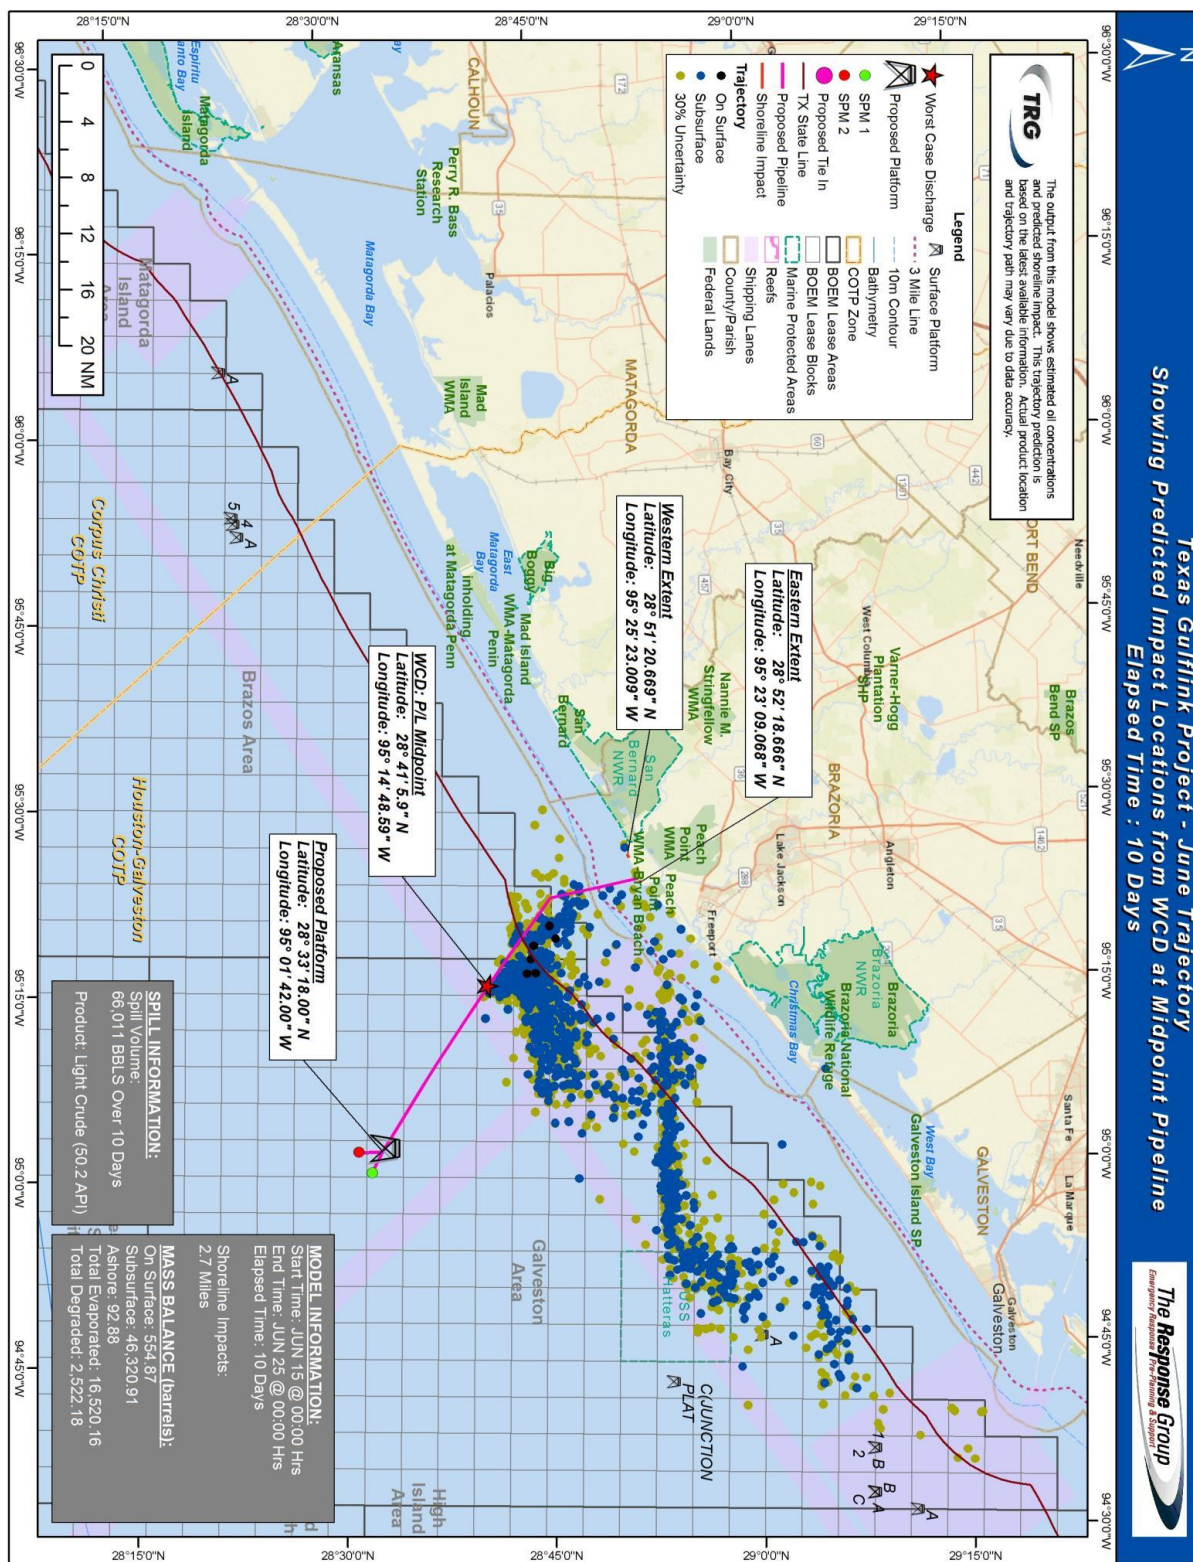 Texas Gulflink Project - June Trajectory
Showing Predicted Impact Locations from WCD at Midpoint Pipeline
Elapsed Time : 10 Days
N
The Response Group
Emergency Response | Pre-Planning & Support
TRG
The output from this model shows estimated oil concentrations
and predicted shoreline impact. This trajectory prediction is
based on the latest available information. Actual product location
and trajectory path may vary due to data accuracy.
Legend
Worst Case Discharge
Proposed Platform
SPM 1
SPM 2
Proposed Tie In
TX State Line
Proposed Pipeline
Shoreline Impact
Trajectory
On Surface
Subsurface
30% Uncertainty
Surface Platform
3 Mile Line
10m Contour
Bathymetry
COTP Zone
BOEM Lease Areas
BOEM Lease Blocks
Marine Protected Areas
Reefs
Shipping Lanes
County/Parish
Federal Lands
96°30'0"W
96°15'0"W
96°0'0"W
95°45'0"W
95°30'0"W
95°15'0"W
95°0'0"W
94°45'0"W
94°30'0"W
29°15'0"N
29°0'0"N
28°45'0"N
28°30'0"N
28°15'0"N
Eastern Extent
Latitude: 28° 52' 18.666" N
Longitude: 95° 23' 09.068" W
Western Extent
Latitude: 28° 51' 20.669" N
Longitude: 95° 25' 23.009" W
WCD: P/L Midpoint
Latitude: 28° 41' 5.9" N
Longitude: 95° 14' 48.59" W
Proposed Platform
Latitude: 28° 33' 18.00" N
Longitude: 95° 01' 42.00" W
Needville
Brazos
Bend SP
Santa Fe
La Marque
Varner-Hogg
Plantation
SHP
West Columbia
BRAZORIA
Angleton
Lake Jackson
Freeport
GALVESTON
Galveston
Galveston
Brazoria
Brazoria
NWR
Brazoria National
Wildlife Refuge
Christmas Bay
West Bay
Galveston Island SP
Bay City
MATAGORDA
Nannie M.
Stringfellow
WMA
Peach
Point
WMA
Peach
Point
WMA Bryan Beach
San
Bernard
NWR
San
Bernard
Big
Boggy
Mad Island
WMA-Matagorda
Penin
East
Matagorda
Bay
inholding
at Matagorda Penn
Mad
Island
WMA
Palacios
CALHOUN
Perry R. Bass
Research
Station
Matagorda Bay
Aransas
Matagorda
Island
Matagorda
Island
Area
Corpus Christi
COTP
Houston-Galveston
COTP
Brazos Area
Galveston
Area
USS
Hatteras
C(JUNCTION
PLAT
High
Island
Area
0 4 8 12 16 20 NM
SPILL INFORMATION:
Spill Volume:
66,011 BBLS Over 10 Days
Product: Light Crude (50.2 API)
MODEL INFORMATION:
Start Time: JUN 15 @ 00:00 Hrs
End Time: JUN 25 @ 00:00 Hrs
Elapsed Time: 10 Days
Shoreline Impacts:
2.7 Miles
MASS BALANCE (barrels):
On Surface: 554.87
Subsurface: 46,320.91
Ashore: 92.88
Total Evaporated: 16,520.16
Total Degraded: 2,522.18